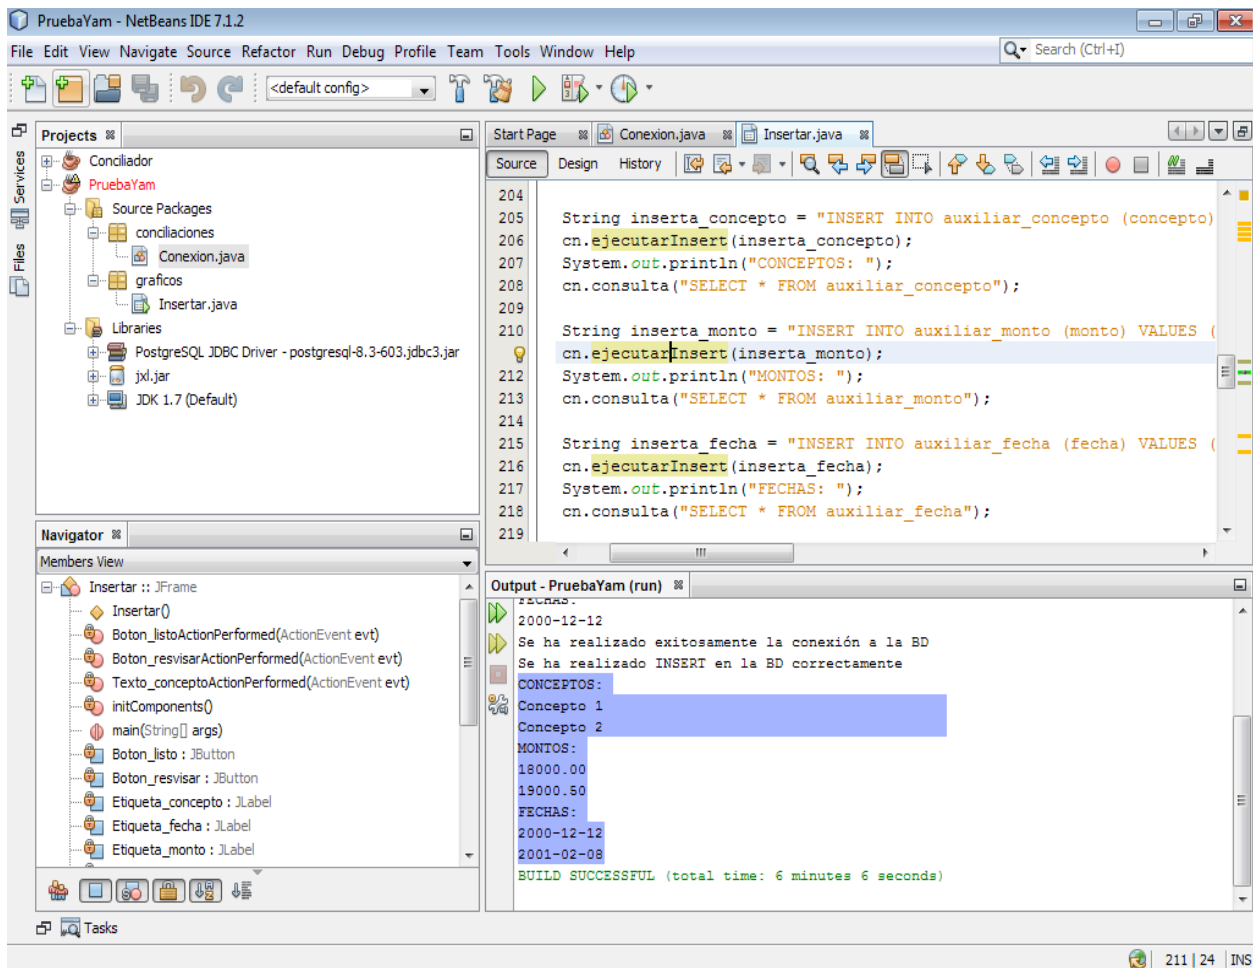 PruebaYam - NetBeans IDE 7.1.2
File Edit View Navigate Source Refactor Run Debug Profile Team Tools Window Help
Search (Ctrl+I)
<default config>
Services
Files
Projects
Conciliador
PruebaYam
Source Packages
conciliaciones
Conexion.java
graficos
Insertar.java
Libraries
PostgreSQL JDBC Driver - postgresql-8.3-603.jdbc3.jar
jxl.jar
JDK 1.7 (Default)
Navigator
Members View
Insertar :: JFrame
Insertar()
Boton_listoActionPerformed(ActionEvent evt)
Boton_resvisarActionPerformed(ActionEvent evt)
Texto_conceptoActionPerformed(ActionEvent evt)
initComponents()
main(String[] args)
Boton_listo : JButton
Boton_resvisar : JButton
Etiqueta_concepto : JLabel
Etiqueta_fecha : JLabel
Etiqueta_monto : JLabel
Tasks
Start Page Conexion.java Insertar.java
Source Design History
204
205 String inserta_concepto = "INSERT INTO auxiliar_concepto (concepto)
206 cn.ejecutarInsert(inserta_concepto);
207 System.out.println("CONCEPTOS: ");
208 cn.consulta("SELECT * FROM auxiliar_concepto");
209
210 String inserta_monto = "INSERT INTO auxiliar_monto (monto) VALUES (
cn.ejecutarInsert(inserta_monto);
212 System.out.println("MONTOS: ");
213 cn.consulta("SELECT * FROM auxiliar_monto");
214
215 String inserta_fecha = "INSERT INTO auxiliar_fecha (fecha) VALUES (
216 cn.ejecutarInsert(inserta_fecha);
217 System.out.println("FECHAS: ");
218 cn.consulta("SELECT * FROM auxiliar_fecha");
219
Output - PruebaYam (run)
FECHAS:
2000-12-12
Se ha realizado exitosamente la conexión a la BD
Se ha realizado INSERT en la BD correctamente
CONCEPTOS:
Concepto 1
Concepto 2
MONTOS:
18000.00
19000.50
FECHAS:
2000-12-12
2001-02-08
BUILD SUCCESSFUL (total time: 6 minutes 6 seconds)
211 | 24 INS